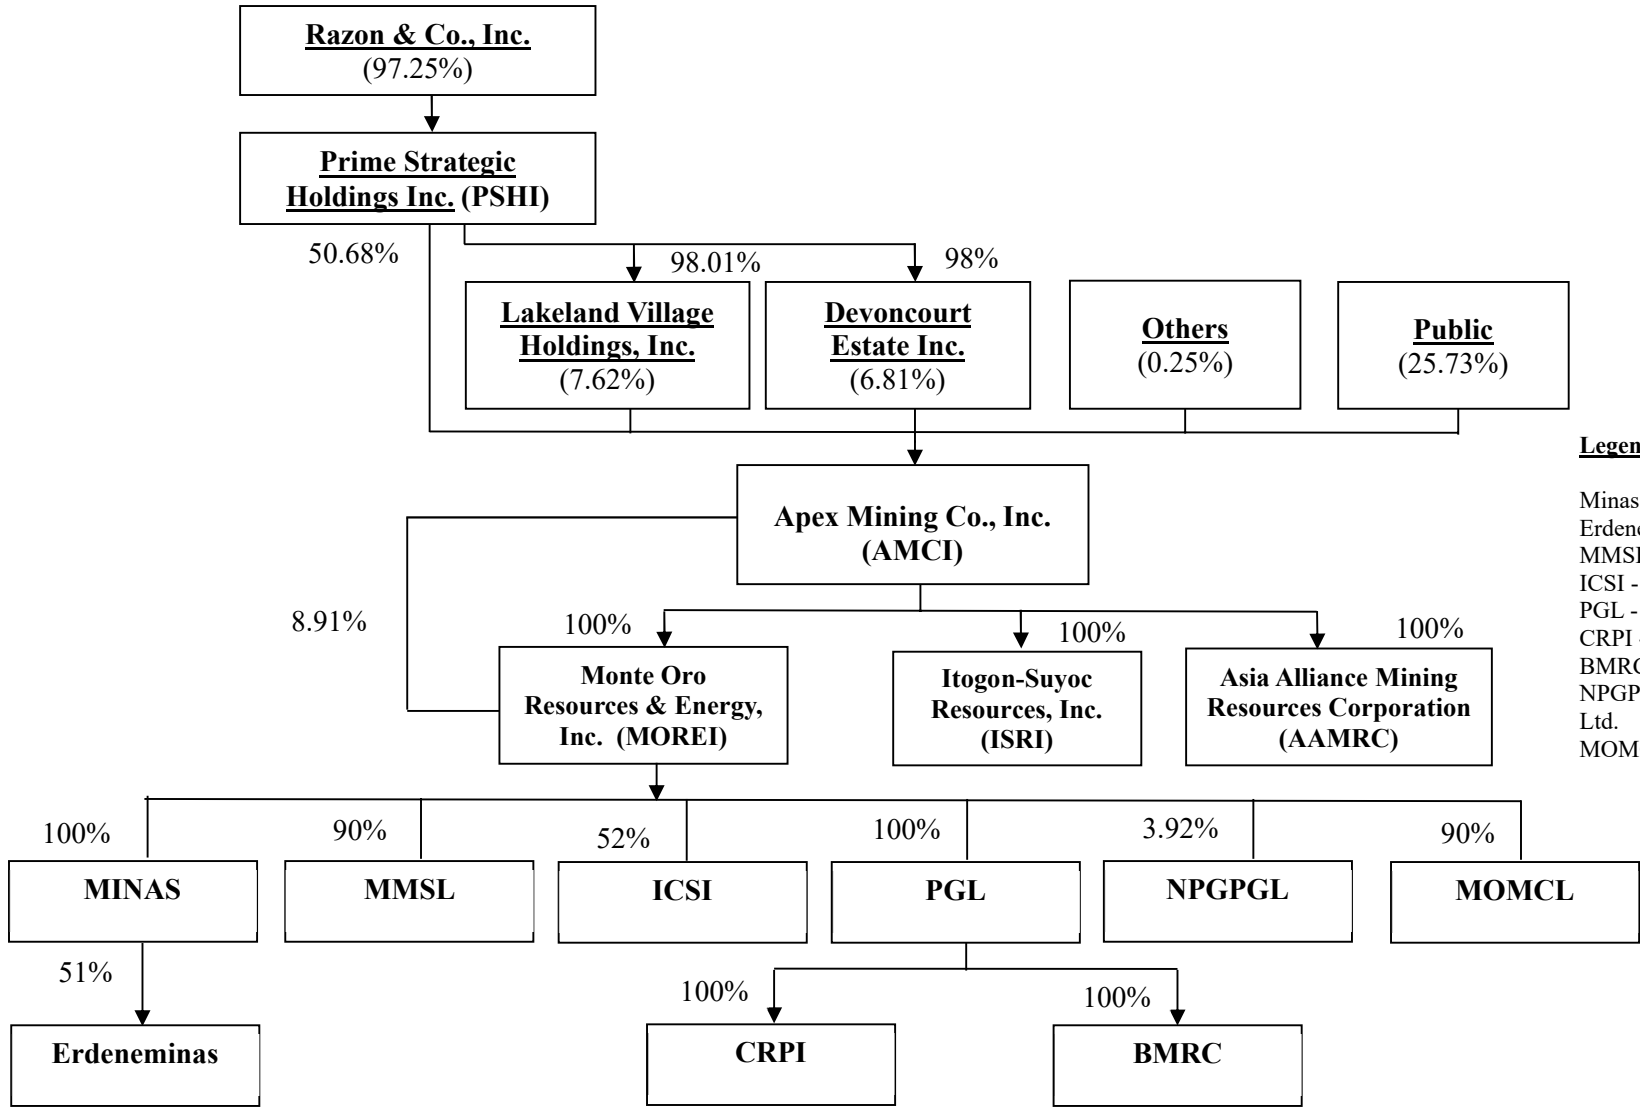 Razon & Co., Inc.
(97.25%)
Prime Strategic
Holdings Inc. (PSHI)
50.68%
98.01%
98%
Lakeland Village
Holdings, Inc.
(7.62%)
Devoncourt
Estate Inc.
(6.81%)
Others
(0.25%)
Public
(25.73%)
Apex Mining Co., Inc.
(AMCI)
8.91%
100%
100%
100%
Monte Oro
Resources & Energy,
Inc. (MOREI)
Itogon-Suyoc
Resources, Inc.
(ISRI)
Asia Alliance Mining
Resources Corporation
(AAMRC)
100%
90%
52%
100%
3.92%
90%
MINAS
MMSL
ICSI
PGL
NPGPGL
MOMCL
51%
100%
100%
Erdeneminas
CRPI
BMRC
Minas
ICSI -
PGL -
CRPI
Ltd.